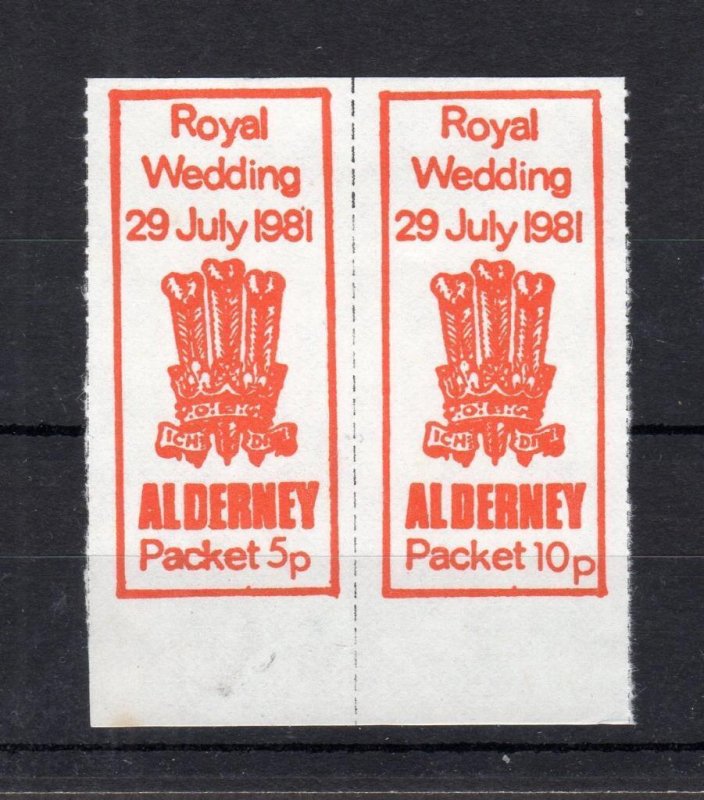 Royal
Wedding
29 July 1981
ICH DIEN
ALDERNEY
Packet 5p
Royal
Wedding
29 July 1981
ICH DIEN
ALDERNEY
Packet 10p